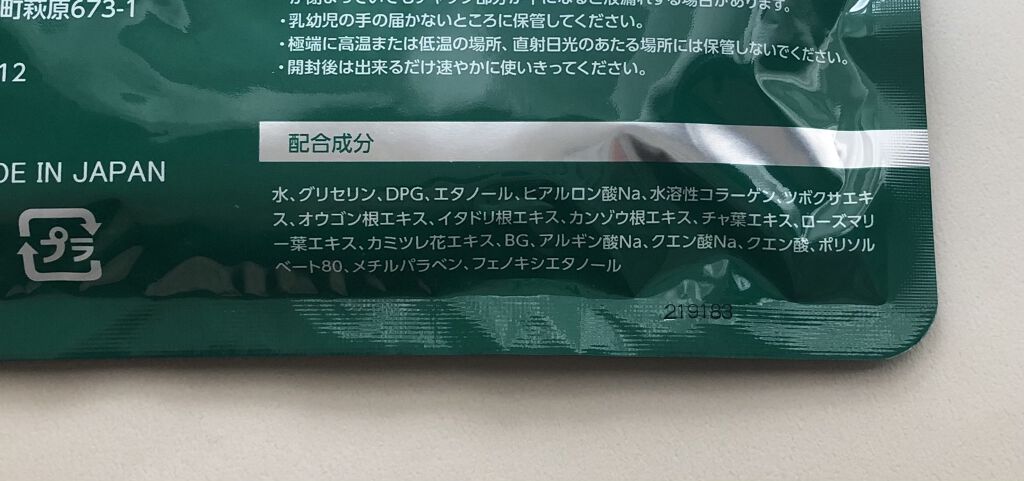 町萩原673-1
12
DE IN JAPAN
プラ
・乳幼児の手の届かないところに保管してください。
・極端に高温または低温の場所、直射日光のあたる場所には保管しないでください。
・開封後は出来るだけ速やかに使いきってください。
配合成分
水、グリセリン、DPG、エタノール、ヒアルロン酸Na、水溶性コラーゲン、ツボクサエキ
ス、オウゴン根エキス、イタドリ根エキス、カンゾウ根エキス、チャ葉エキス、ローズマリ
ー葉エキス、カミツレ花エキス、BG、アルギン酸Na、クエン酸Na、クエン酸、ポリソル
ベート80、メチルパラベン、フェノキシエタノール
219183